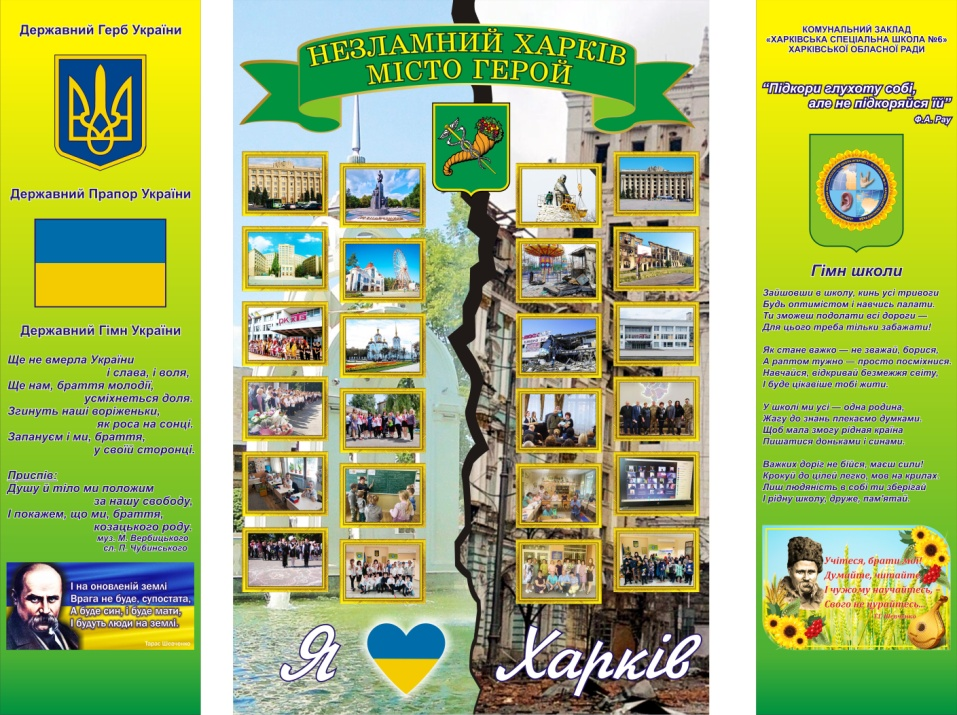 Державний Герб України
Державний Прапор України
Державний Гімн України
Ще не вмерла України
і слава, і воля,
Ще нам, браття молодії,
усміхнеться доля.
Згинуть наші воріженьки,
як роса на сонці.
Запануєм і ми, браття,
у своїй сторонці.
Приспів:
Душу й тіло ми положим
за нашу свободу,
І покажем, що ми, браття,
козацького роду.
муз. М. Вербицького
сл. П. Чубинського
І на оновленій землі
Врага не буде, супостата,
А буде син, і буде мати,
І будуть люди на землі.
Тарас Шевченко
НЕЗЛАМНИЙ ХАРКІВ
МІСТО ГЕРОЙ
Я Харків
КОМУНАЛЬНИЙ ЗАКЛАД
«ХАРКІВСЬКА СПЕЦІАЛЬНА ШКОЛА №6»
ХАРКІВСЬКОЇ ОБЛАСНОЇ РАДИ
“Підкори глухоту собі,
але не підкоряйся їй”
Ф.А. Рау
Гімн школи
Зайшовши в школу, кинь усі тривоги
Будь оптимістом і навчись палати.
Ти зможеш подолати всі дороги —
Для цього треба тільки забажати!
Як стане важко — не зважай, борися,
А раптом тужно — просто посміхнися.
Навчайся, відкривай безмежжя світу,
І буде цікавіше тобі жити.
У школі ми усі — одна родина,
Жагу до знань плекаємо думками.
Щоб мала змогу рідна країна
Пишатися доньками і синами.
Важких доріг не бійся, маєш сили!
Крокуй до цілей легко, мов на крилах.
Лиш людяність в собі ти зберігай
І рідну школу, друже, пам'ятай.
Учітеся, брати мої!
Думайте, читайте,
І чужому научайтесь,
Свого не цурайтесь...
Т.Г. Шевченко